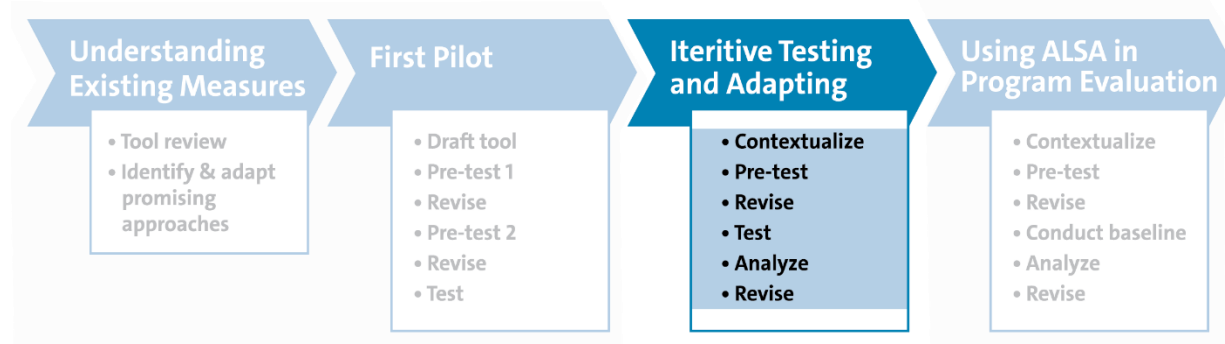 Understanding
Existing Measures
• Tool review
• Identify & adapt
promising
approaches
First Pilot
• Draft tool
• Pre-test 1
• Revise
• Pre-test 2
• Revise
• Test
Iteritive Testing
and Adapting
• Contextualize
• Pre-test
• Revise
• Test
• Analyze
• Revise
Using ALSA in
Program Evaluation
• Contextualize
• Pre-test
• Revise
• Conduct baseline
• Analyze
• Revise